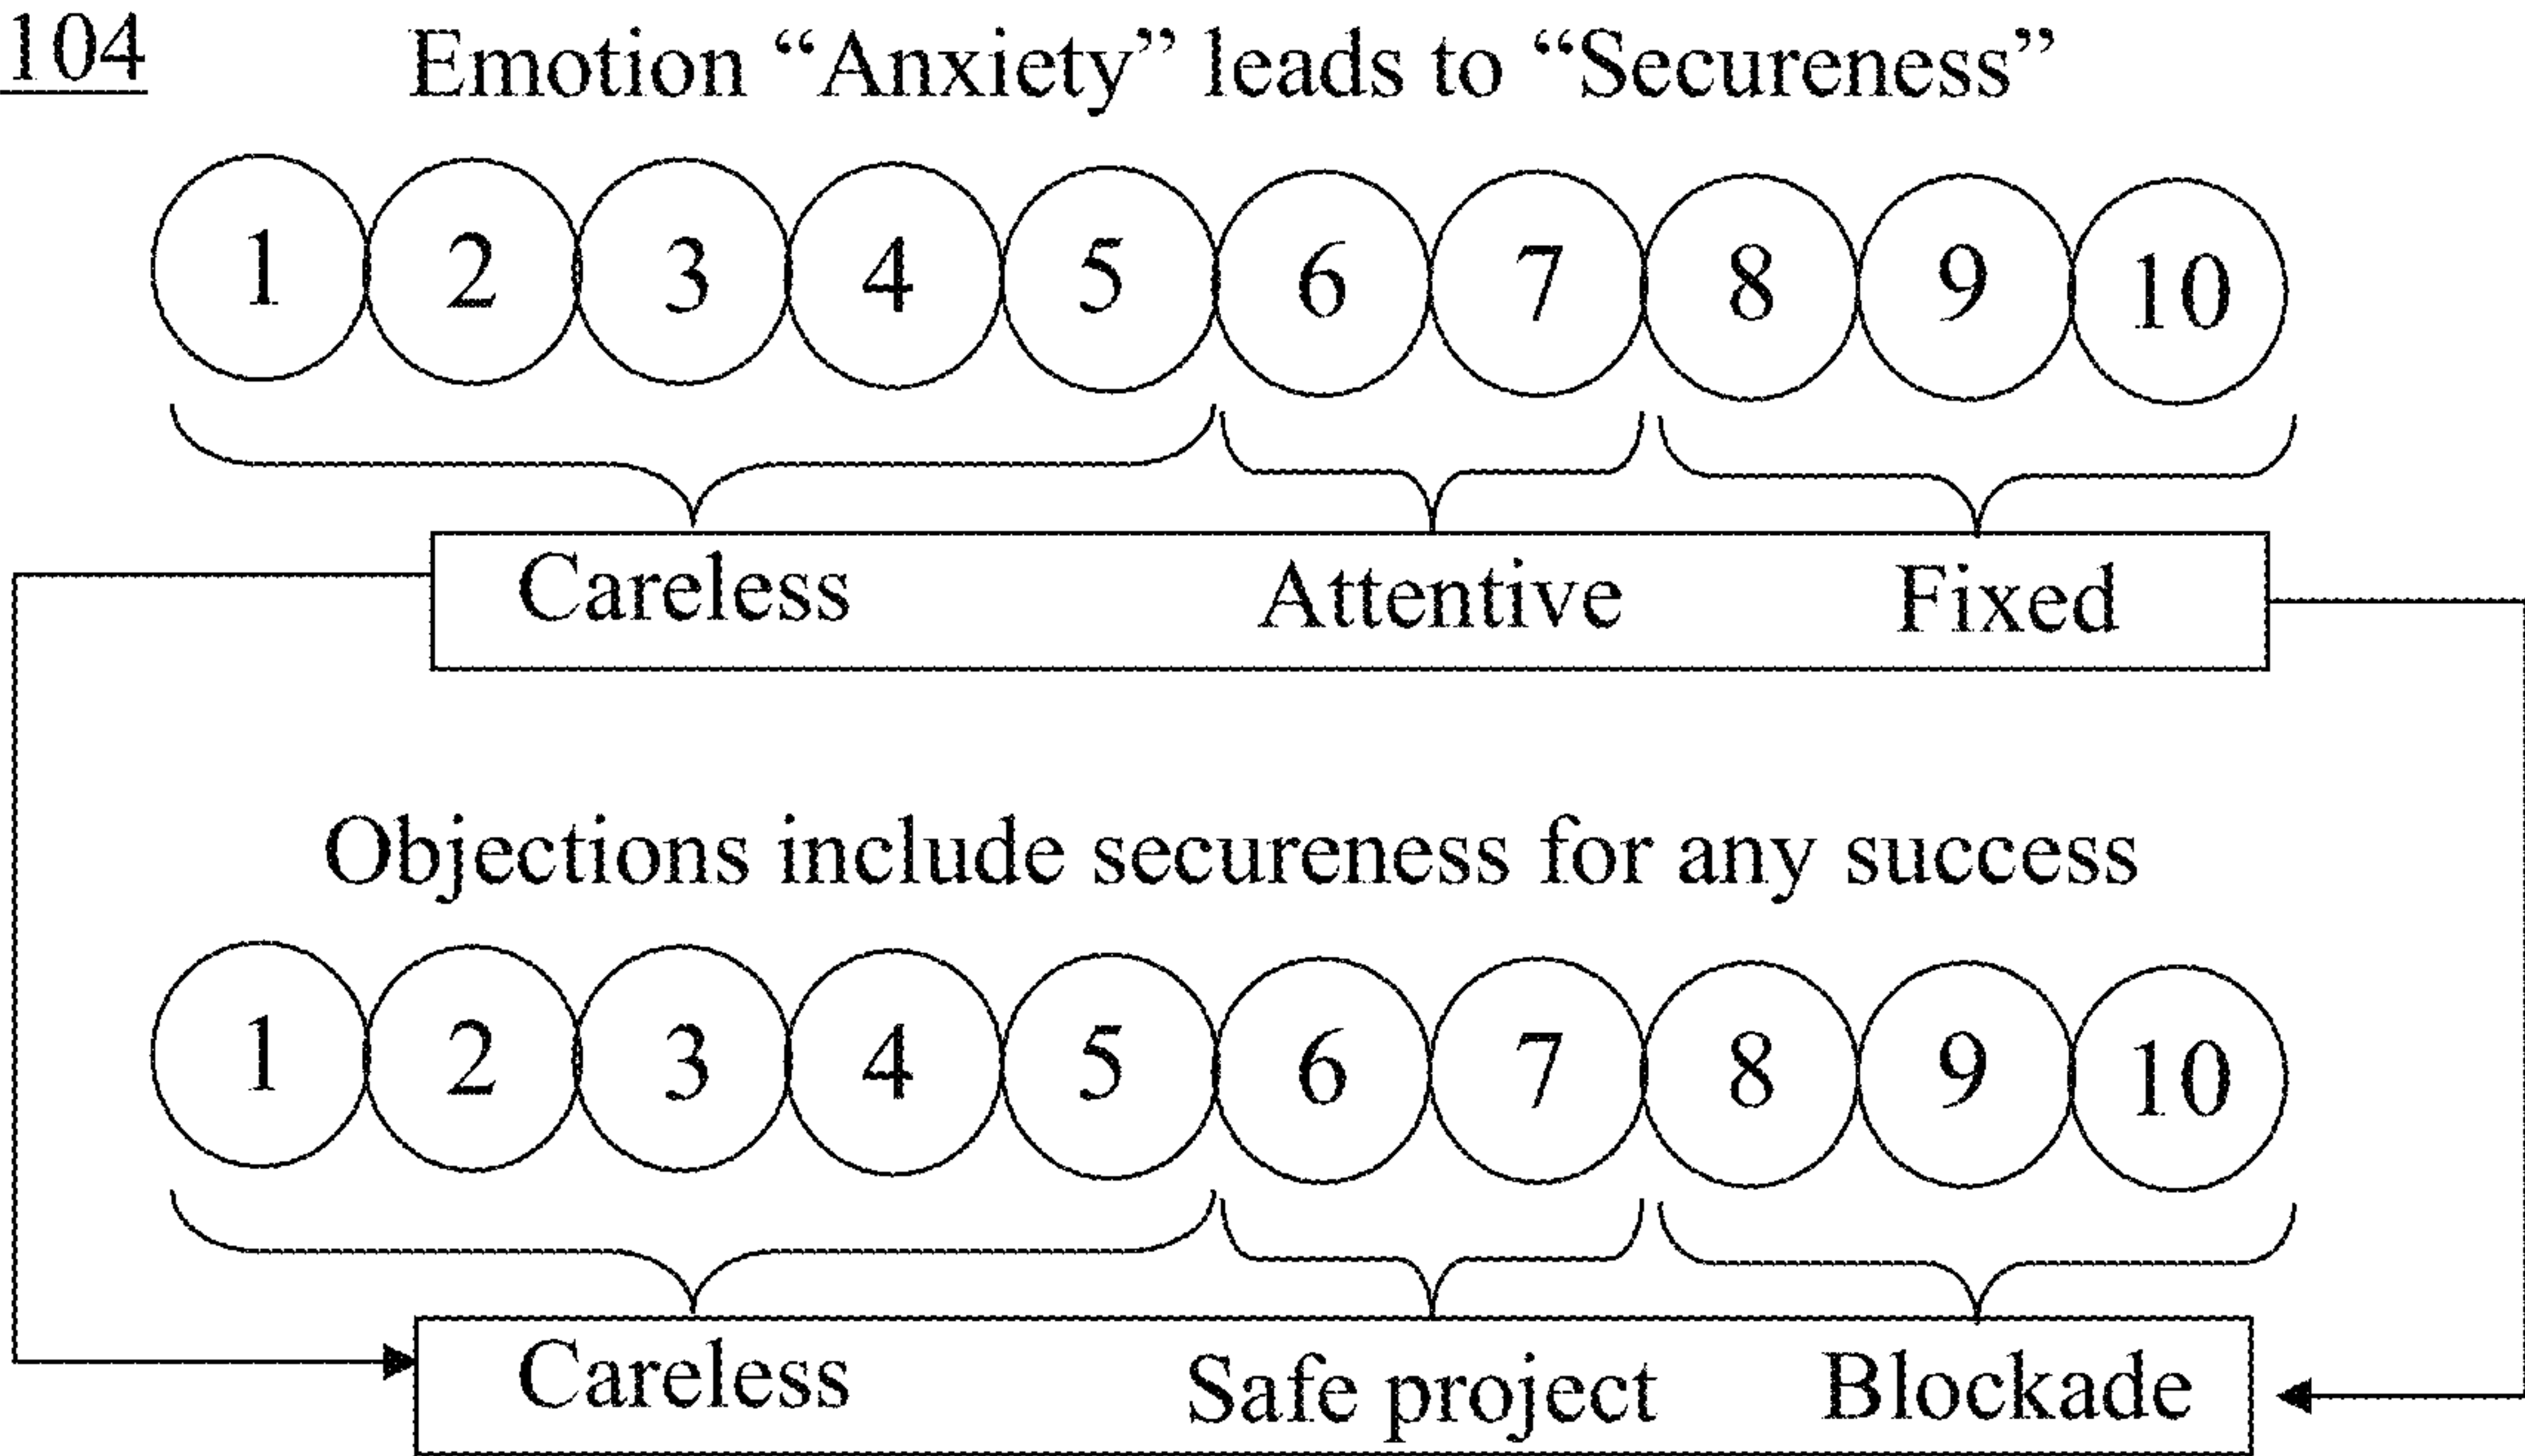 104
Emotion “Anxiety” leads to “Secureness”
1 2 3 4 5 6 7 8 9 10
Careless Attentive Fixed
Objections include secureness for any success
1 2 3 4 5 6 7 8 9 10
Careless Safe project Blockade